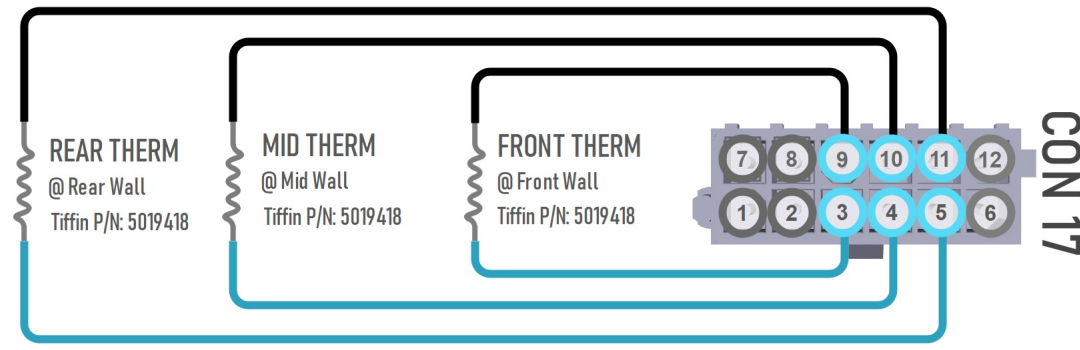 REAR THERM
@ Rear Wall
Tiffin P/N: 5019418
MID THERM
@ Mid Wall
Tiffin P/N: 5019418
FRONT THERM
@ Front Wall
Tiffin P/N: 5019418
7 8 9 10 11 12
1 2 3 4 5 6
CON 17